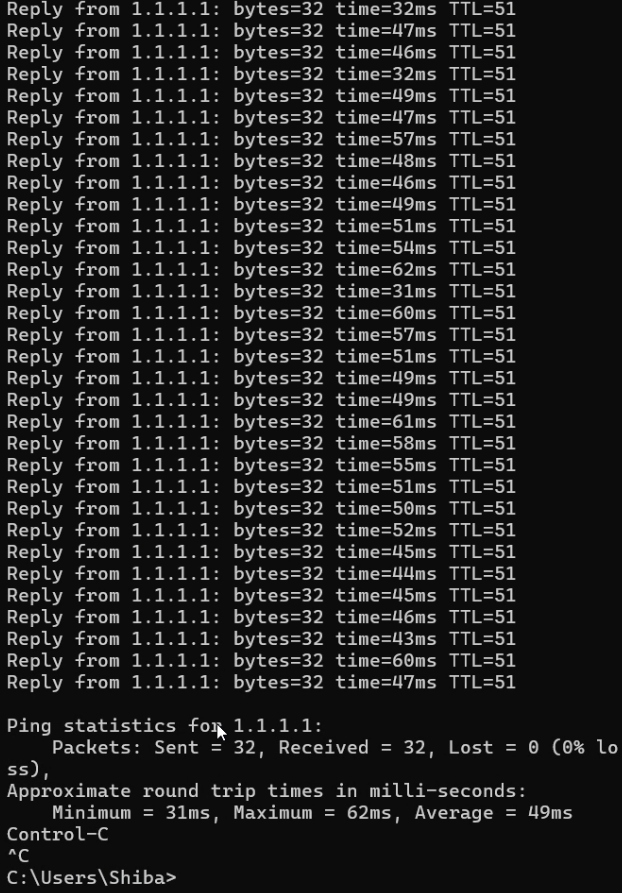 Reply from 1.1.1.1: bytes=32 time=32ms TTL=51
Reply from 1.1.1.1: bytes=32 time=47ms TTL=51
Reply from 1.1.1.1: bytes=32 time=46ms TTL=51
Reply from 1.1.1.1: bytes=32 time=32ms TTL=51
Reply from 1.1.1.1: bytes=32 time=49ms TTL=51
Reply from 1.1.1.1: bytes=32 time=47ms TTL=51
Reply from 1.1.1.1: bytes=32 time=57ms TTL=51
Reply from 1.1.1.1: bytes=32 time=48ms TTL=51
Reply from 1.1.1.1: bytes=32 time=46ms TTL=51
Reply from 1.1.1.1: bytes=32 time=49ms TTL=51
Reply from 1.1.1.1: bytes=32 time=51ms TTL=51
Reply from 1.1.1.1: bytes=32 time=54ms TTL=51
Reply from 1.1.1.1: bytes=32 time=62ms TTL=51
Reply from 1.1.1.1: bytes=32 time=31ms TTL=51
Reply from 1.1.1.1: bytes=32 time=60ms TTL=51
Reply from 1.1.1.1: bytes=32 time=57ms TTL=51
Reply from 1.1.1.1: bytes=32 time=51ms TTL=51
Reply from 1.1.1.1: bytes=32 time=49ms TTL=51
Reply from 1.1.1.1: bytes=32 time=49ms TTL=51
Reply from 1.1.1.1: bytes=32 time=61ms TTL=51
Reply from 1.1.1.1: bytes=32 time=58ms TTL=51
Reply from 1.1.1.1: bytes=32 time=55ms TTL=51
Reply from 1.1.1.1: bytes=32 time=51ms TTL=51
Reply from 1.1.1.1: bytes=32 time=50ms TTL=51
Reply from 1.1.1.1: bytes=32 time=52ms TTL=51
Reply from 1.1.1.1: bytes=32 time=45ms TTL=51
Reply from 1.1.1.1: bytes=32 time=44ms TTL=51
Reply from 1.1.1.1: bytes=32 time=45ms TTL=51
Reply from 1.1.1.1: bytes=32 time=46ms TTL=51
Reply from 1.1.1.1: bytes=32 time=43ms TTL=51
Reply from 1.1.1.1: bytes=32 time=60ms TTL=51
Reply from 1.1.1.1: bytes=32 time=47ms TTL=51
Ping statistics for 1.1.1.1:
Packets: Sent = 32, Received = 32, Lost = 0 (0% lo
ss),
Approximate round trip times in milli-seconds:
Minimum = 31ms, Maximum = 62ms, Average = 49ms
Control-C
^C
C:\Users\Shiba>